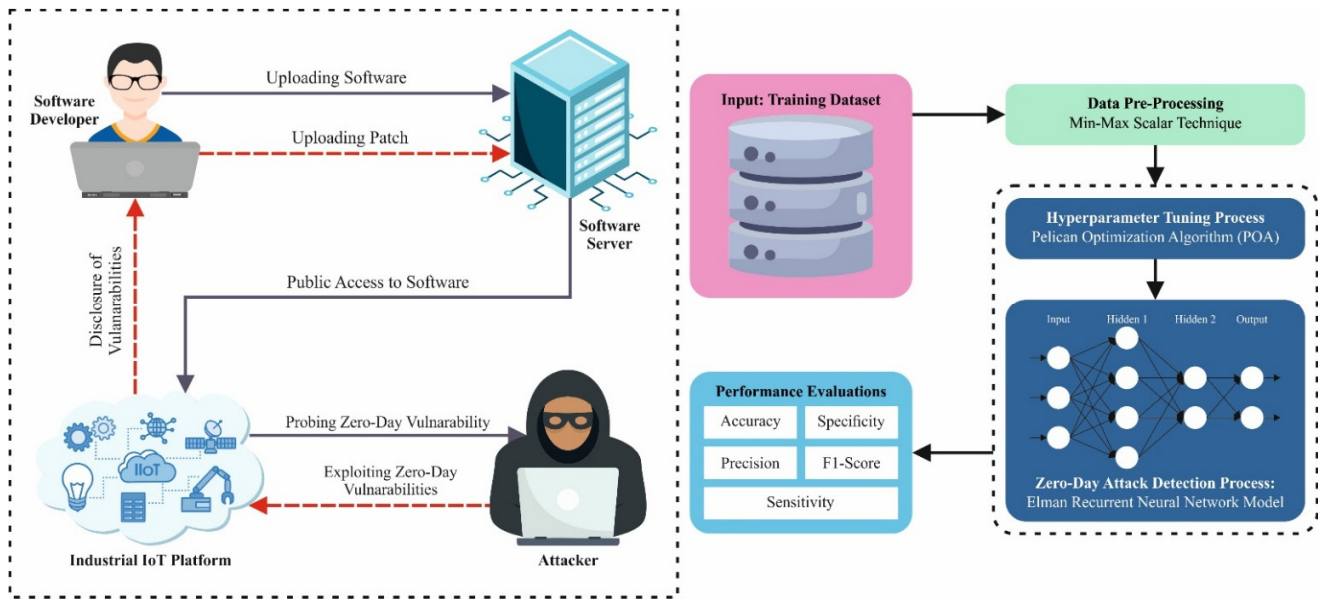 Uploading Software
Software
Developer
Uploading Patch
Software
Server
Disclosure of
Vulanarabilities
Public Access to Software
Probing Zero-Day Vulnarability
IIoT
Exploiting Zero-Day
Vulnarabilities
Industrial IoT Platform
Attacker
Input: Training Dataset
Data Pre-Processing
Min-Max Scalar Technique
Hyperparameter Tuning Process
Pelican Optimization Algorithm (POA)
Input Hidden 1 Hidden 2 Output
Zero-Day Attack Detection Process:
Elman Recurrent Neural Network Model
Performance Evaluations
Accuracy Specificity
Precision F1-Score
Sensitivity